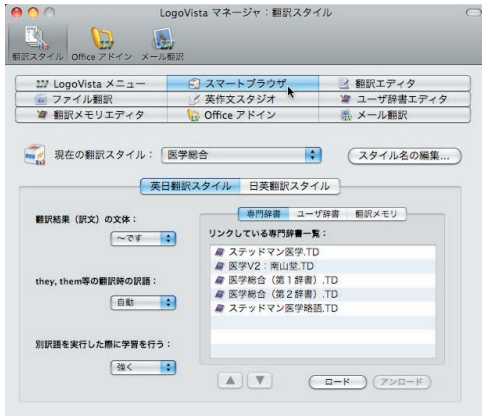 LogoVista マネージャ：翻訳スタイル
翻訳スタイル Office アドイン メール翻訳
LogoVista メニュー スマートブラウザ 翻訳エディタ
ファイル翻訳 英作文スタジオ ユーザ辞書エディタ
翻訳メモリエディタ Office アドイン メール翻訳
現在の翻訳スタイル： 医学総合 スタイル名の編集...
英日翻訳スタイル 日英翻訳スタイル
翻訳結果（訳文）の文体：
〜です
they, them等の翻訳時の訳語：
自動
別訳語を実行した際に学習を行う：
強く
専門辞書 ユーザ辞書 翻訳メモリ
リンクしている専門辞書一覧：
ステッドマン医学.TD
医学V2：南山堂.TD
医学総合（第１辞書）.TD
医学総合（第２辞書）.TD
ステッドマン医学略語.TD
ロード アンロード